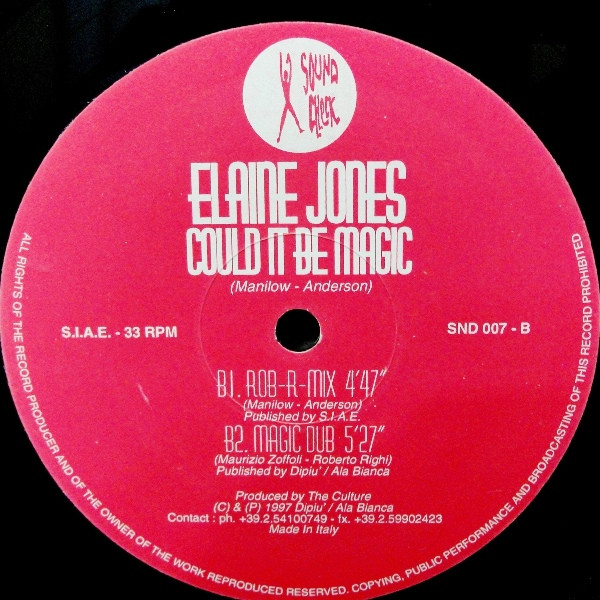 SOUND
CHECK
ELAINE JONES
COULD IT BE MAGIC
(Manilow - Anderson)
S.I.A.E. - 33 RPM
SND 007 - B
B1. ROB-R-MIX 4'47"
(Manilow - Anderson)
Published by S.I.A.E.
B2. MAGIC DUB 5'27"
(Maurizio Zoffoli - Roberto Righi)
Published by Dipiu' / Ala Bianca
Produced by The Culture
(C) & (P) 1997 Dipiu' / Ala Bianca
Contact : ph. +39.2.54100749 - fx. +39.2.59902423
Made in Italy
ALL RIGHTS OF THE RECORD PRODUCER AND OF THE OWNER OF THE WORK REPRODUCED RESERVED. COPYING, PUBLIC PERFORMANCE AND BROADCASTING OF THIS RECORD PROHIBITED